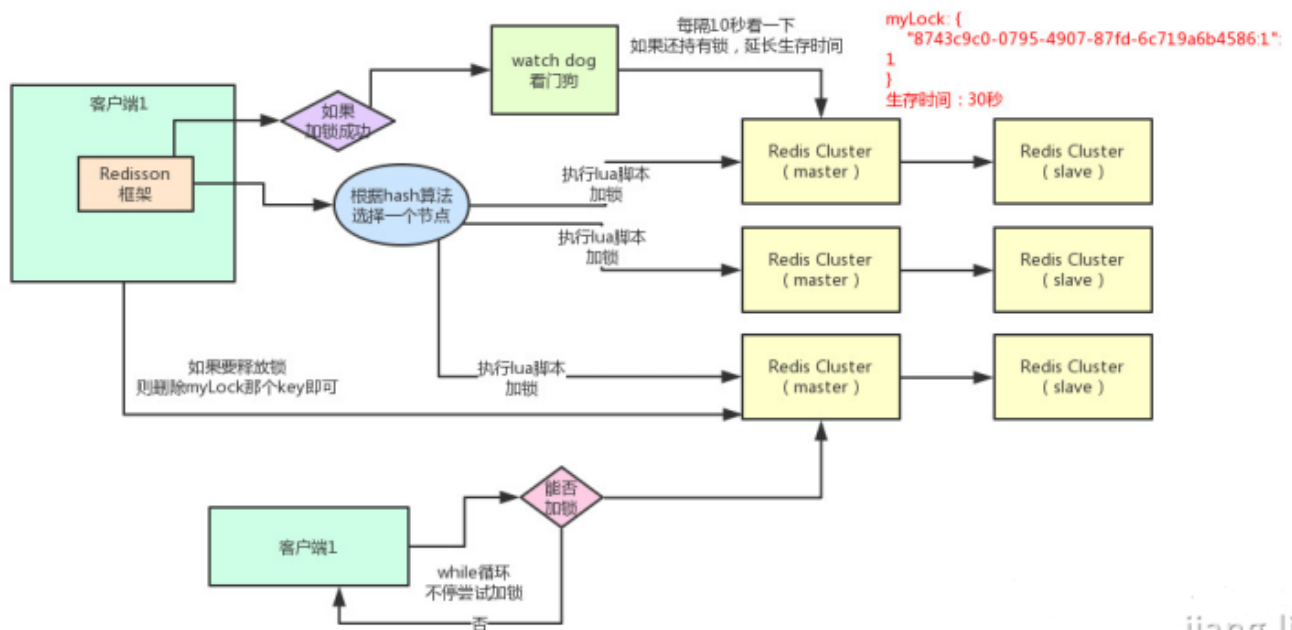 客户端1
Redisson
框架
如果
加锁成功
watch dog
看门狗
每隔10秒看一下
如果还持有锁，延长生存时间
myLock: {
"8743c9c0-0795-4907-87fd-6c719a6b4586:1":
1
}
生存时间：30秒
根据hash算法
选择一个节点
执行lua脚本
加锁
Redis Cluster
（master）
Redis Cluster
（slave）
执行lua脚本
加锁
Redis Cluster
（master）
Redis Cluster
（slave）
如果要释放锁
则删除myLock那个key即可
执行lua脚本
加锁
Redis Cluster
（master）
Redis Cluster
（slave）
能否
加锁
客户端1
while循环
不停尝试加锁
否